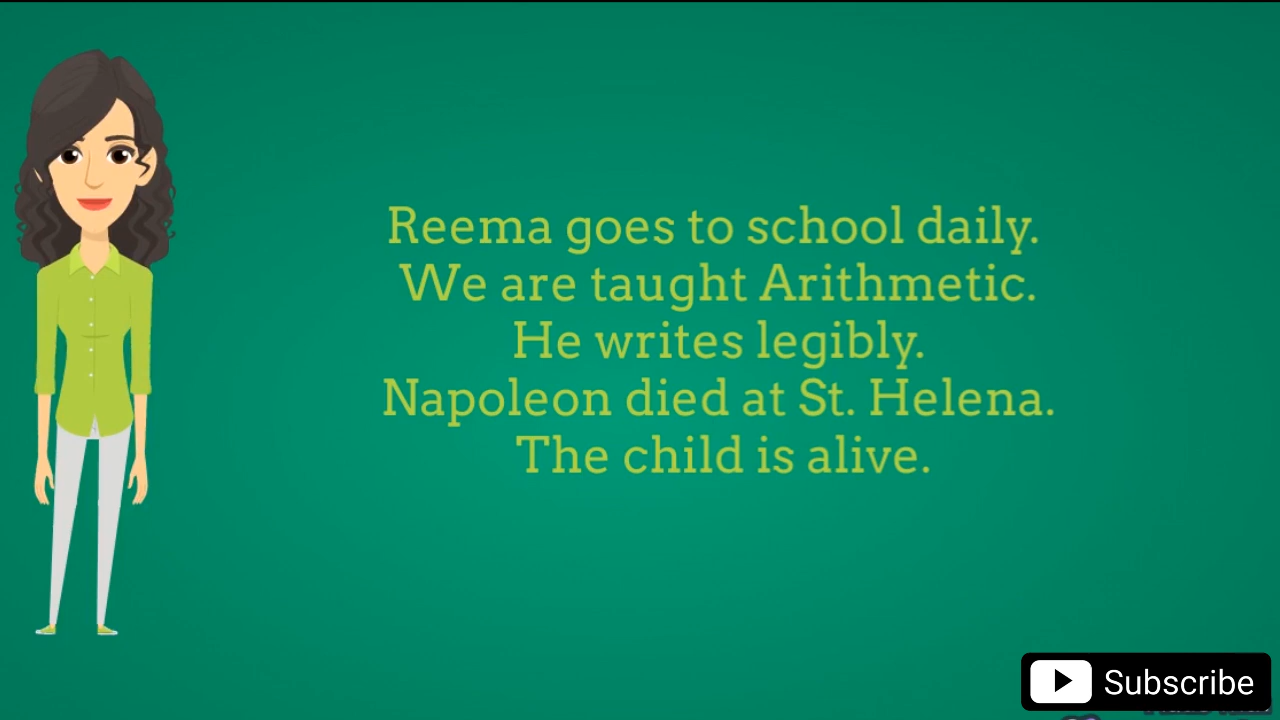 Reema goes to school daily.
We are taught Arithmetic.
He writes legibly.
Napoleon died at St. Helena.
The child is alive.
Subscribe